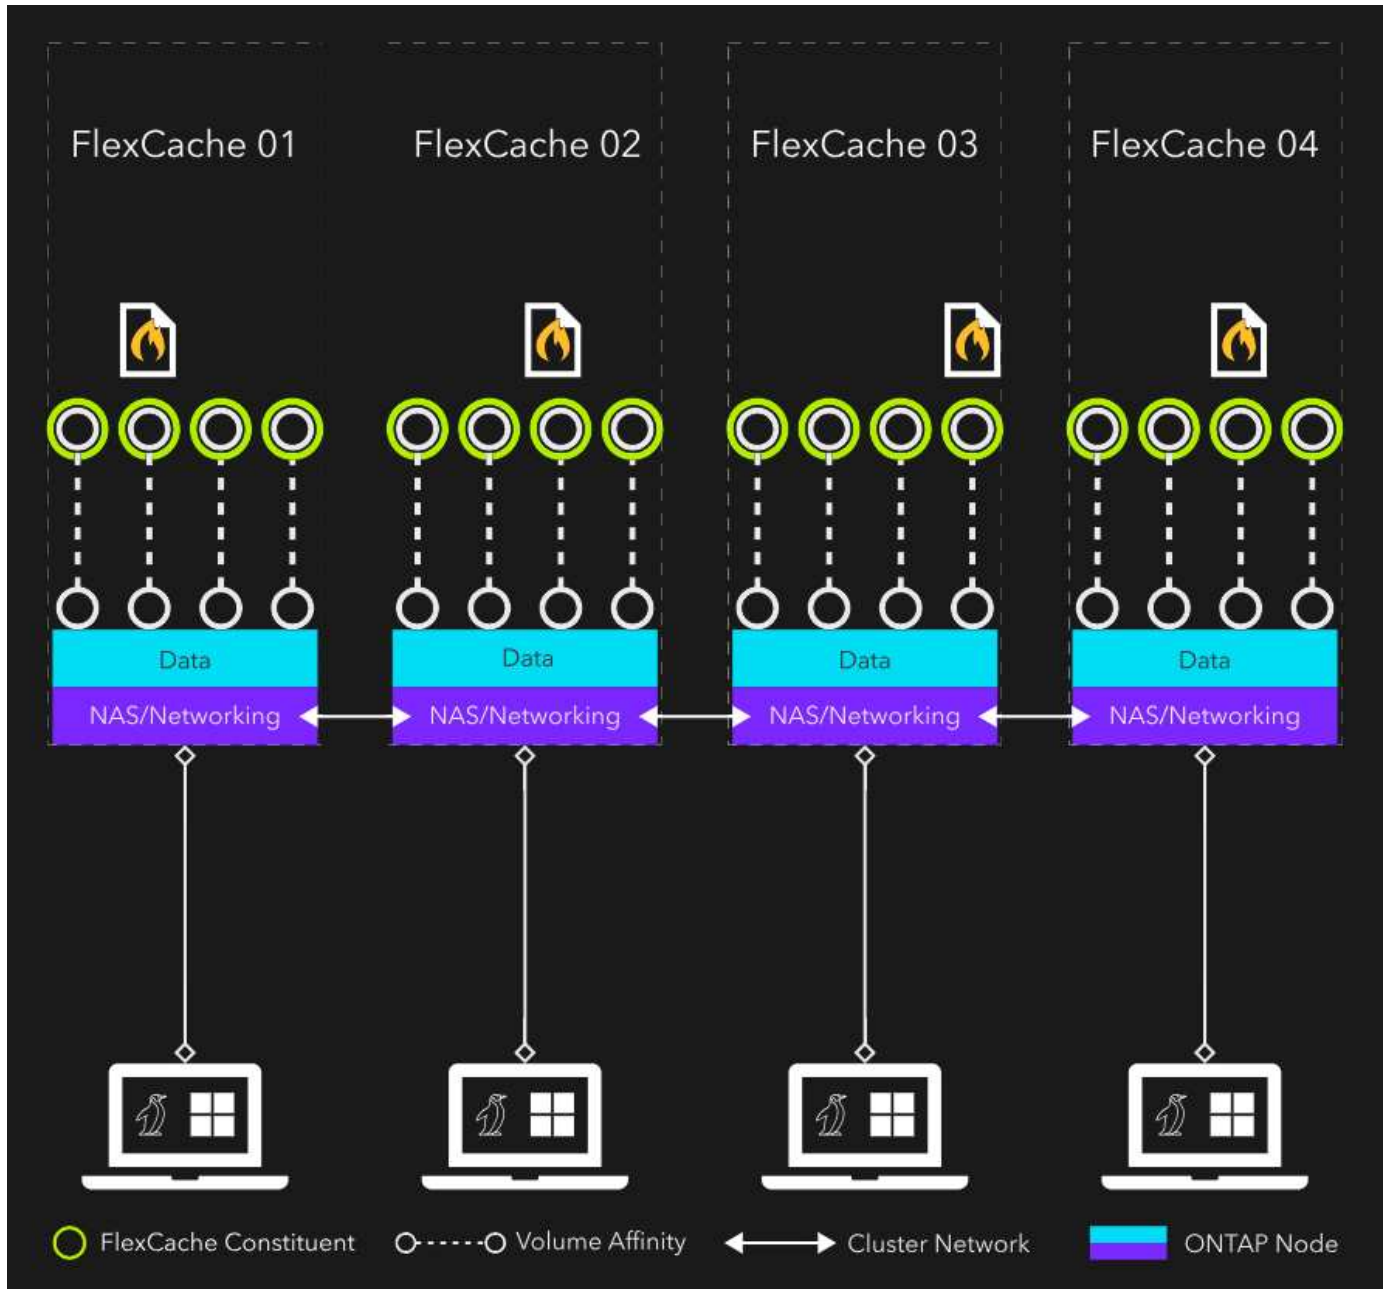 FlexCache 01
FlexCache 02
FlexCache 03
FlexCache 04
Data
Data
Data
Data
NAS/Networking
NAS/Networking
NAS/Networking
NAS/Networking
FlexCache Constituent
Volume Affinity
Cluster Network
ONTAP Node